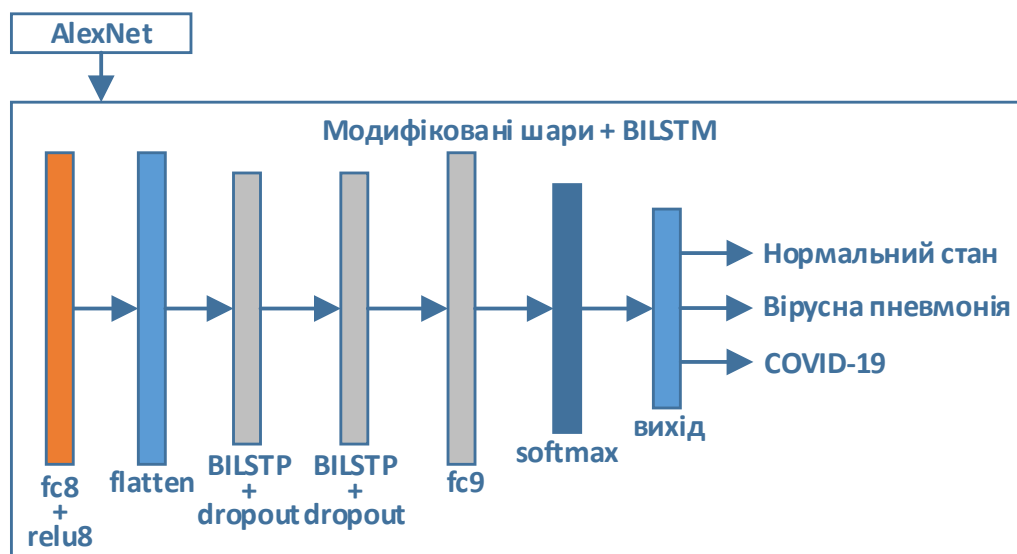 AlexNet
Модифіковані шари + BILSTM
Нормальний стан
Вірусна пневмонія
COVID-19
вихід
softmax
fc8
+
relu8
flatten
BILSTP
+
dropout
BILSTP
+
dropout
fc9